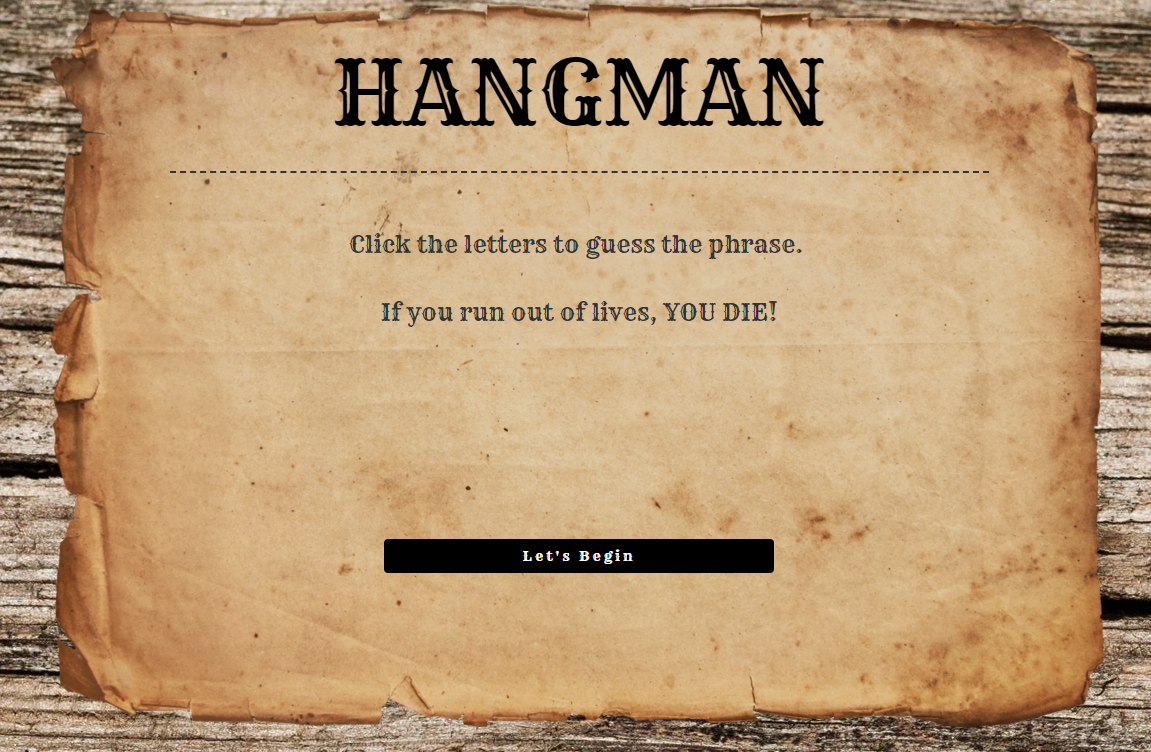 HANGMAN
Click the letters to guess the phrase.
If you run out of lives, YOU DIE!
Let's Begin